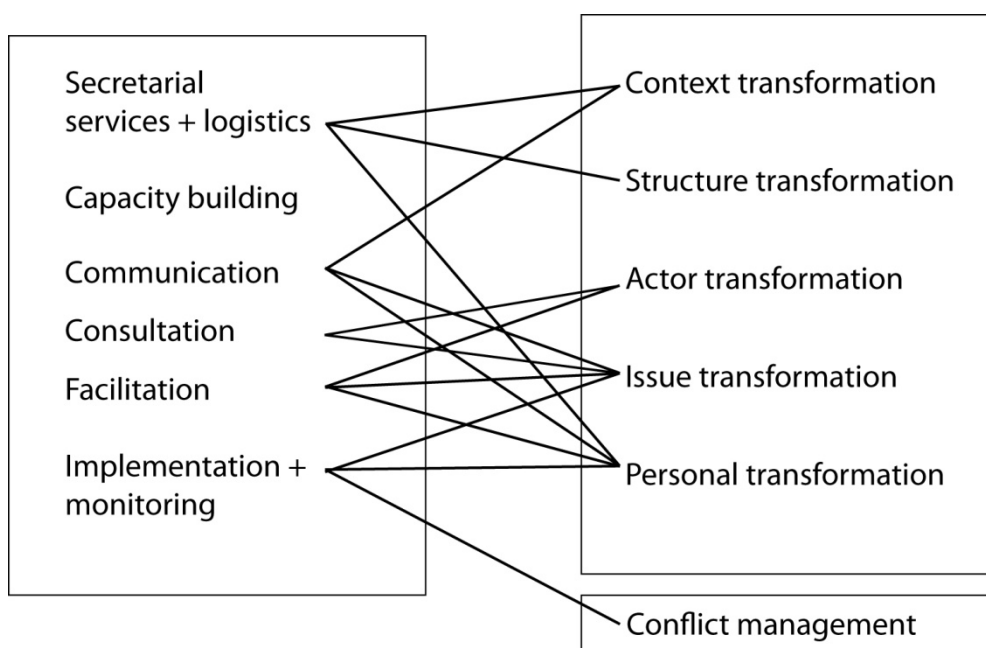 Secretarial
services + logistics
Capacity building
Communication
Consultation
Facilitation
Implementation +
monitoring
Context transformation
Structure transformation
Actor transformation
Issue transformation
Personal transformation
Conflict management